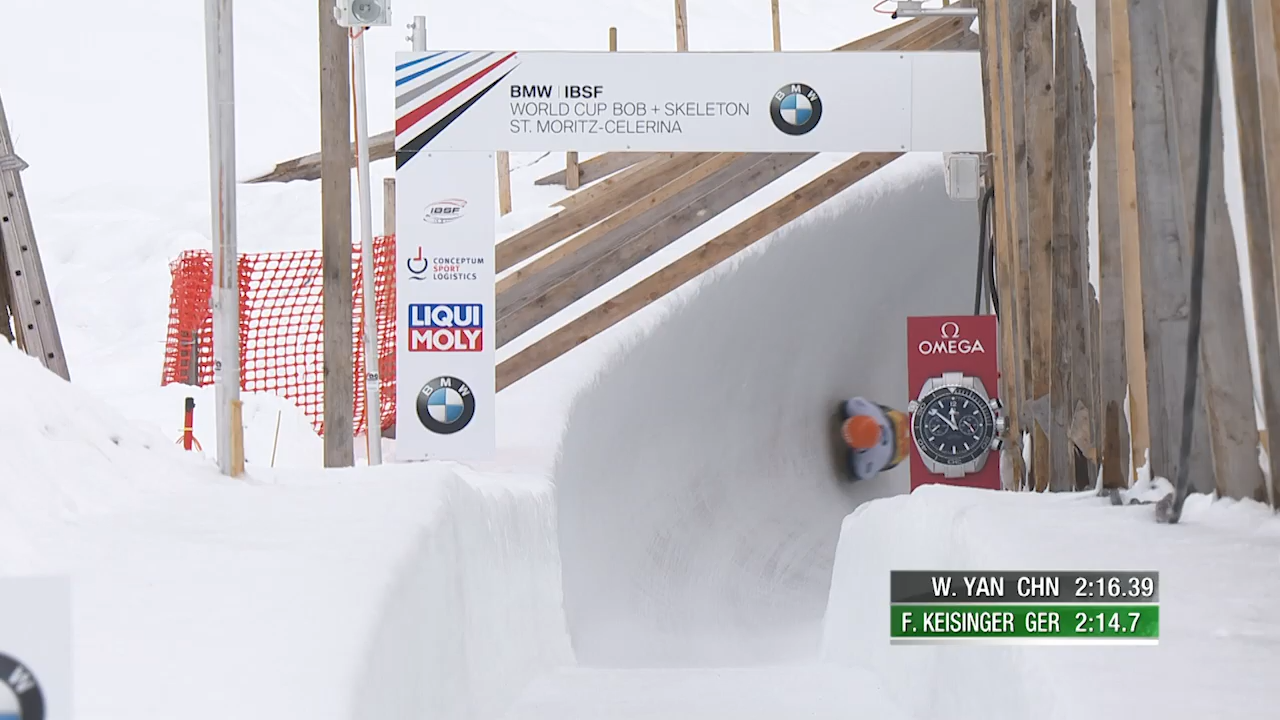 BMW | IBSF
WORLD CUP BOB + SKELETON
ST. MORITZ-CELERINA
BMW
IBSF
CONCEPTUM
SPORT
LOGISTICS
LIQUI
MOLY
BMW
Ω
OMEGA
W. YAN CHN 2:16.39
F. KEISINGER GER 2:14.7
W